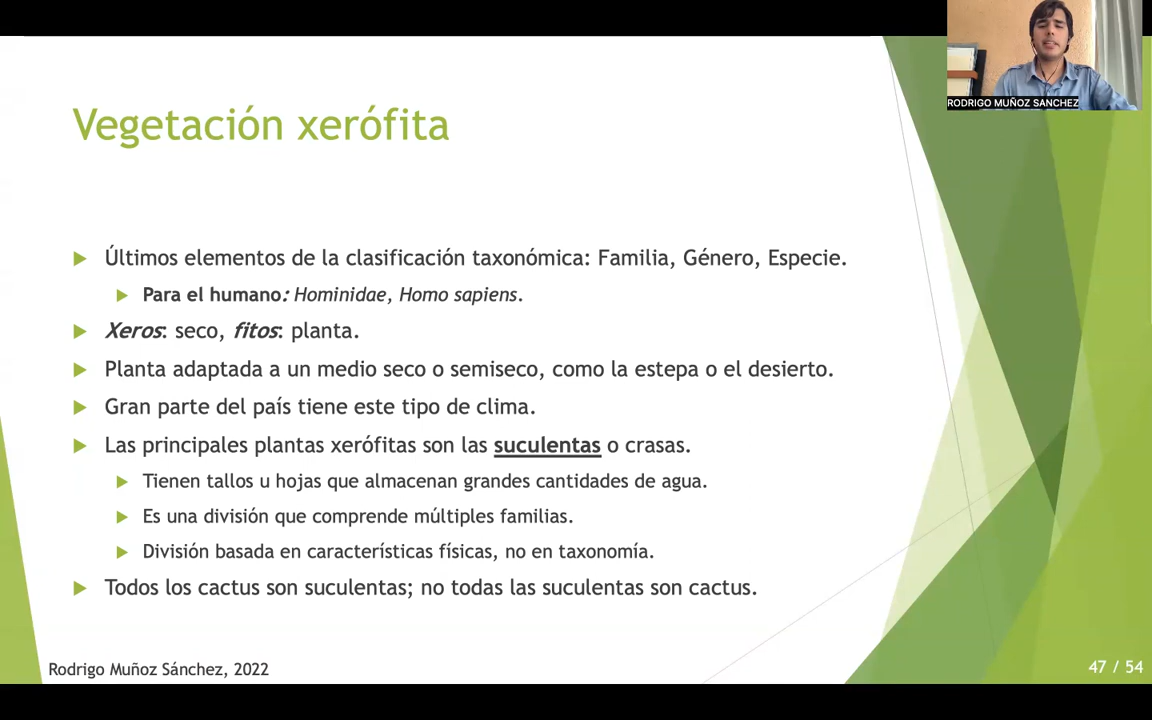 RODRIGO MUÑOZ SANCHEZ
Vegetación xerófita
Últimos elementos de la clasificación taxonómica: Familia, Género, Especie.
Para el humano: Hominidae, Homo sapiens.
Xeros: seco, fitos: planta.
Planta adaptada a un medio seco o semiseco, como la estepa o el desierto.
Gran parte del país tiene este tipo de clima.
Las principales plantas xerófitas son las suculentas o crasas.
Tienen tallos u hojas que almacenan grandes cantidades de agua.
Es una división que comprende múltiples familias.
División basada en características físicas, no en taxonomía.
Todos los cactus son suculentas; no todas las suculentas son cactus.
Rodrigo Muñoz Sánchez, 2022
47 / 54